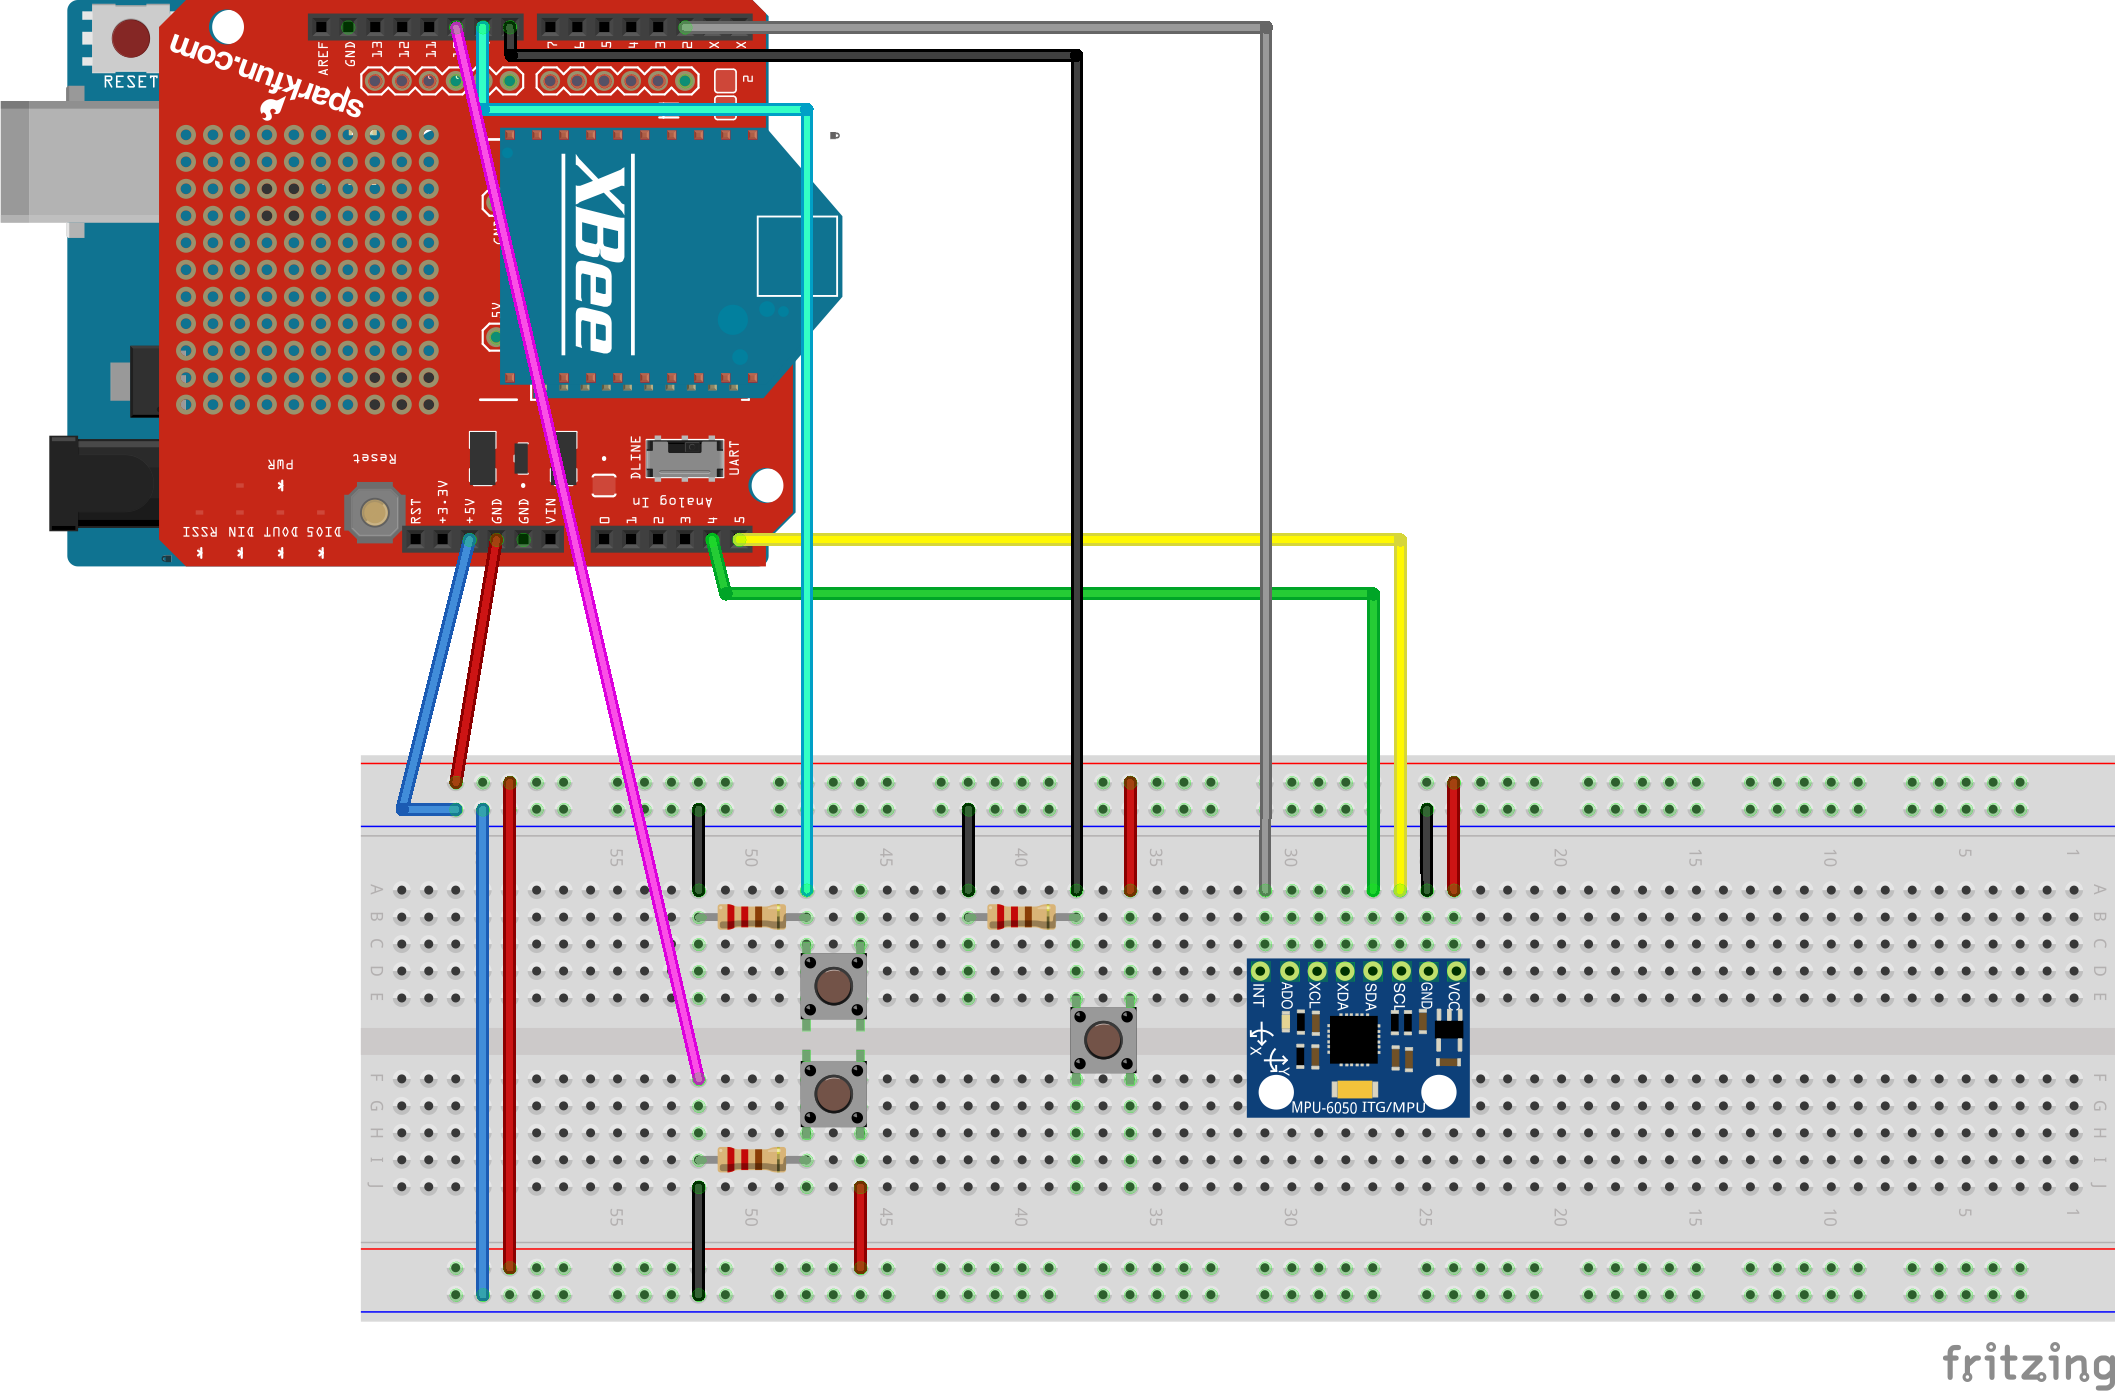 RESET
sparkfun.com
AREF
GND
13
12
11
7
6
5
4
3
2
X
X
2
XBee
5V
DLINE
UART
PWR
Reset
Analog In
RST
+3.3V
+5V
GND
GND
VIN
0
1
2
3
4
5
RSSI
DIN
DOUT
DIO5
55
50
45
40
35
30
25
20
15
10
5
1
A
B
C
D
E
F
G
H
I
J
A
B
C
D
E
F
G
H
I
J
INT
ADO
XCL
XDA
SDA
SCL
GND
VCC
X
Y
MPU-6050 ITG/MPU
55
50
45
40
35
30
25
20
15
10
5
1
fritzing